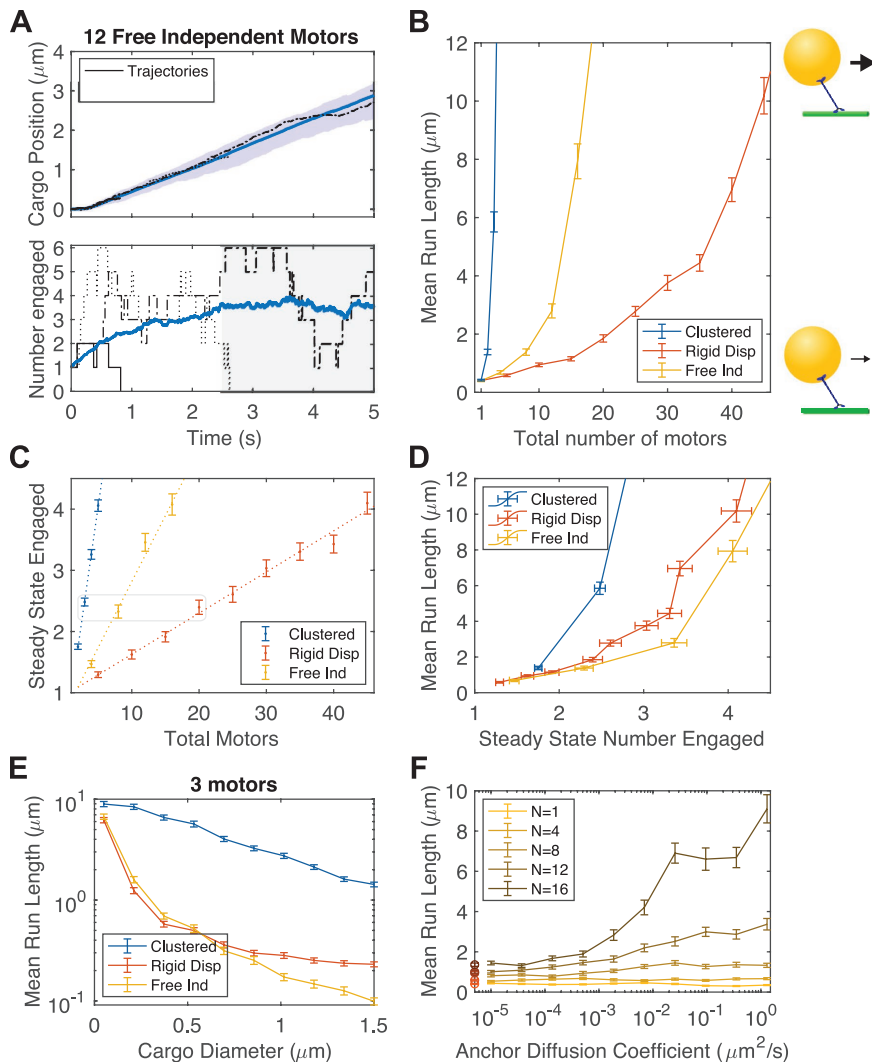 A
12 Free Independent Motors
Cargo Position (μm)
4
3
2
1
0
Trajectories
0 1 2 3 4 5
Number engaged
6
5
4
3
2
1
0
0 1 2 3 4 5
Time (s)
B
Mean Run Length (μm)
12
10
8
6
4
2
0
Clustered
Rigid Disp
Free Ind
1 10 20 30 40
Total number of motors
C
Steady State Engaged
4
3
2
1
Clustered
Rigid Disp
Free Ind
10 20 30 40
Total Motors
D
Mean Run Length (μm)
12
10
8
6
4
2
0
Clustered
Rigid Disp
Free Ind
1 2 3 4
Steady State Number Engaged
E
3 motors
Mean Run Length (μm)
10¹
10⁰
10⁻¹
Clustered
Rigid Disp
Free Ind
0 0.5 1 1.5
Cargo Diameter (μm)
F
Mean Run Length (μm)
10
8
6
4
2
0
N=1
N=4
N=8
N=12
N=16
10⁻⁵ 10⁻⁴ 10⁻³ 10⁻² 10⁻¹ 10⁰
Anchor Diffusion Coefficient (μm²/s)